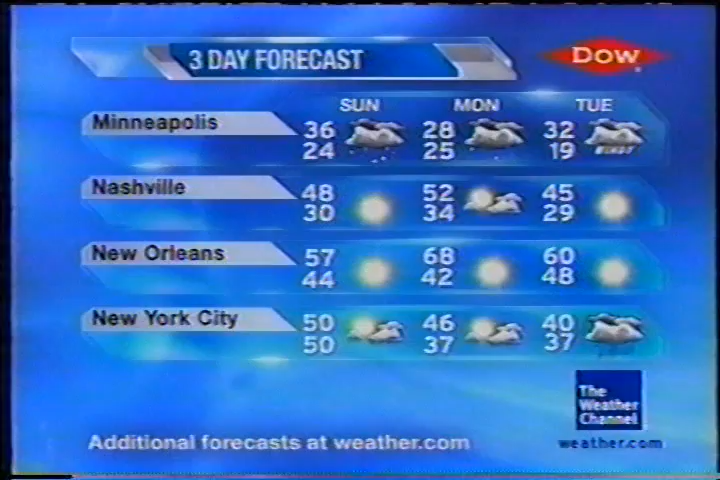 3 DAY FORECAST
DOW
SUN MON TUE
Minneapolis 36 28 32
24 25 19
WINDY
Nashville 48 52 45
30 34 29
New Orleans 57 68 60
44 42 48
New York City 50 46 40
50 37 37
The
Weather
Channel
Additional forecasts at weather.com
weather.com